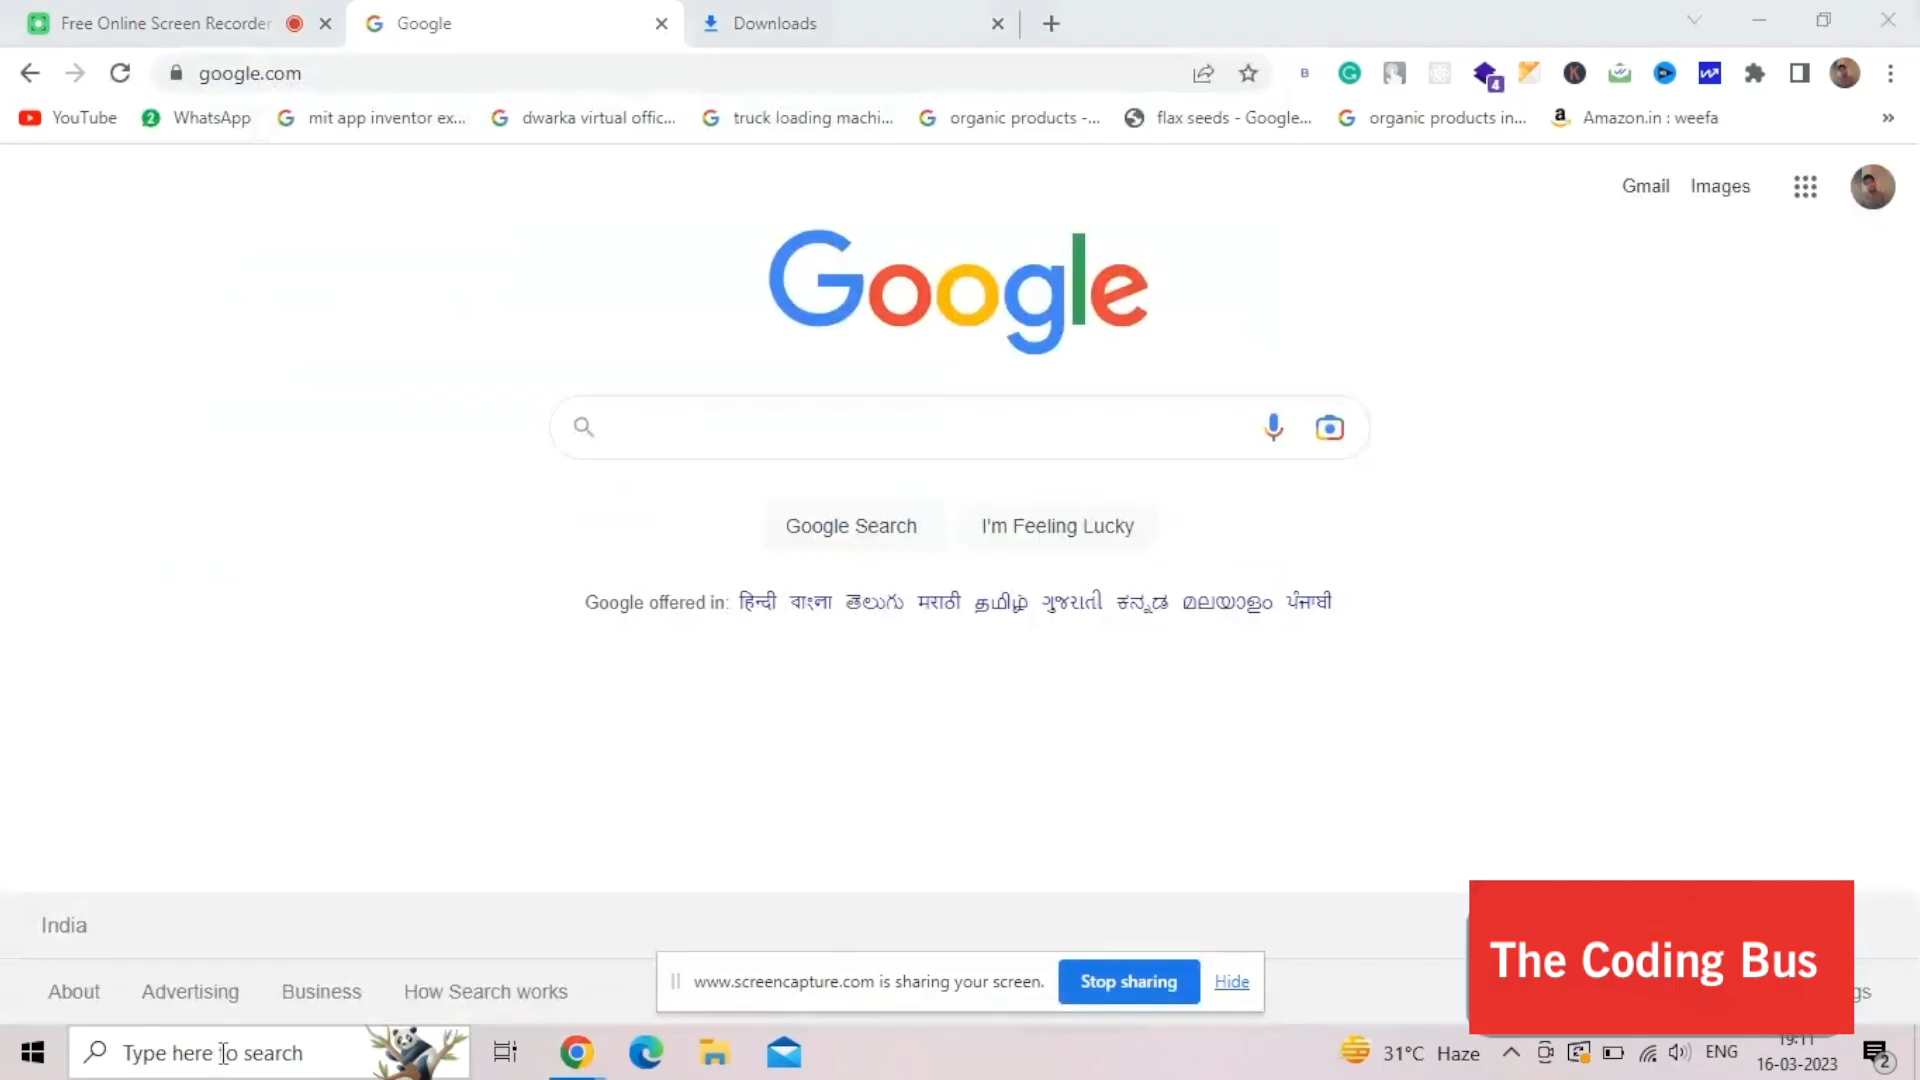 Free Online Screen Recorder
Google
Downloads
google.com
B
G
4
K
YouTube
2 WhatsApp
mit app inventor ex...
dwarka virtual offic...
truck loading machi...
organic products -...
flax seeds - Google...
organic products in...
Amazon.in : weefa
»
Gmail Images
Google
Google Search I'm Feeling Lucky
Google offered in: हिन्दी বাংলা తెలుగు मराठी தமிழ் ગુજરાતી ಕನ್ನಡ മലയാളം ਪੰਜਾਬੀ
India
The Coding Bus
www.screencapture.com is sharing your screen. Stop sharing Hide
About Advertising Business How Search works
Type here to search
31°C Haze
ENG
19:11
16-03-2023
2